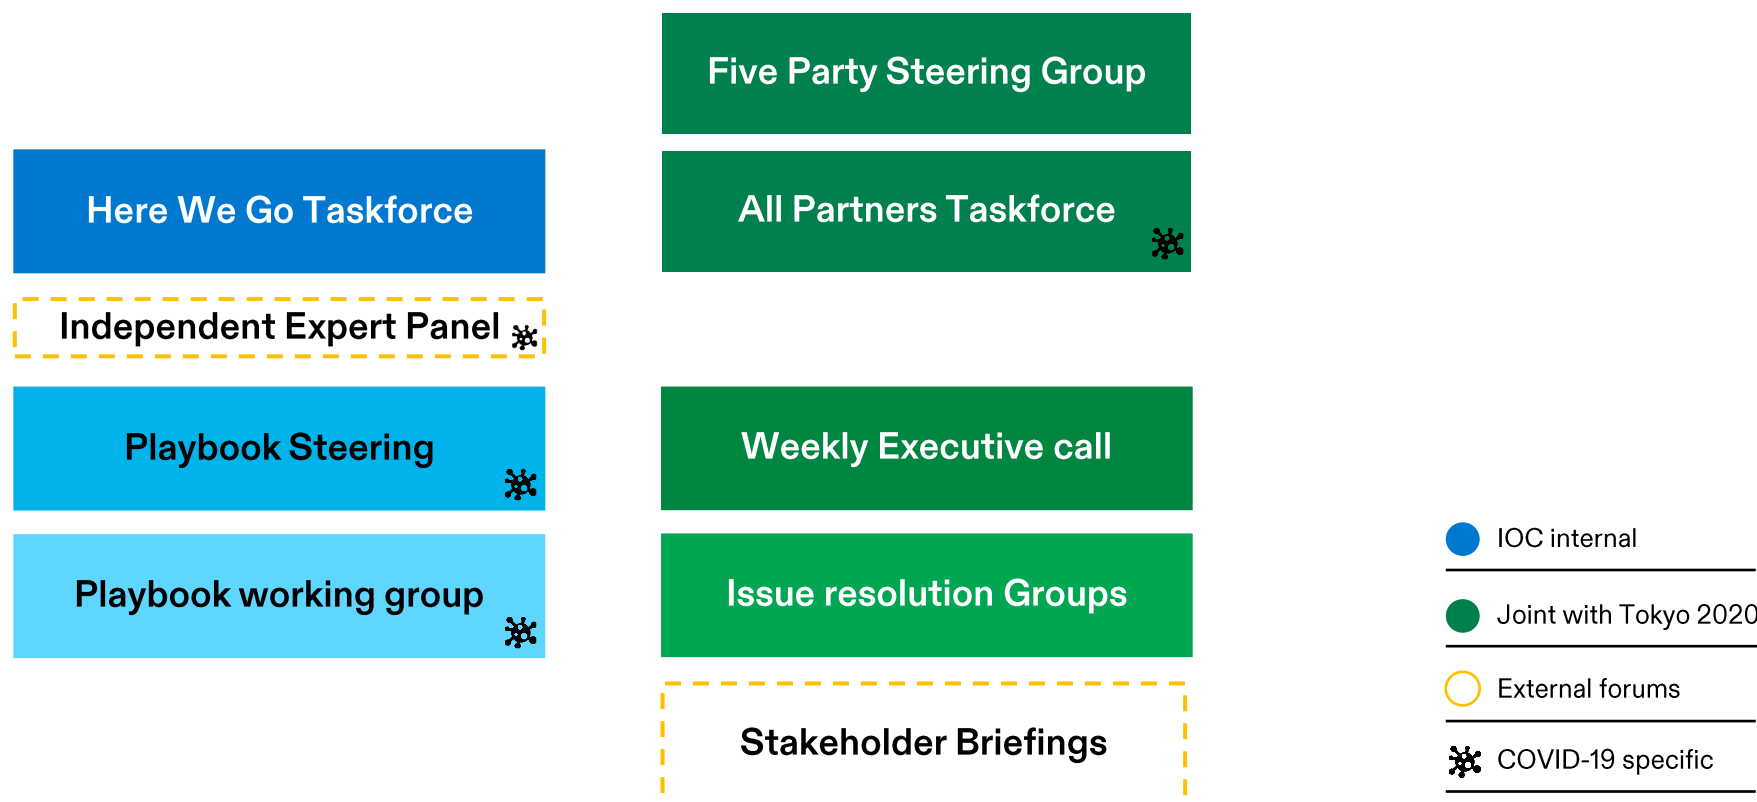 Five Party Steering Group
Here We Go Taskforce
All Partners Taskforce
Independent Expert Panel
Playbook Steering
Weekly Executive call
Playbook working group
Issue resolution Groups
Stakeholder Briefings
IOC internal
Joint with Tokyo 2020
External forums
COVID-19 specific